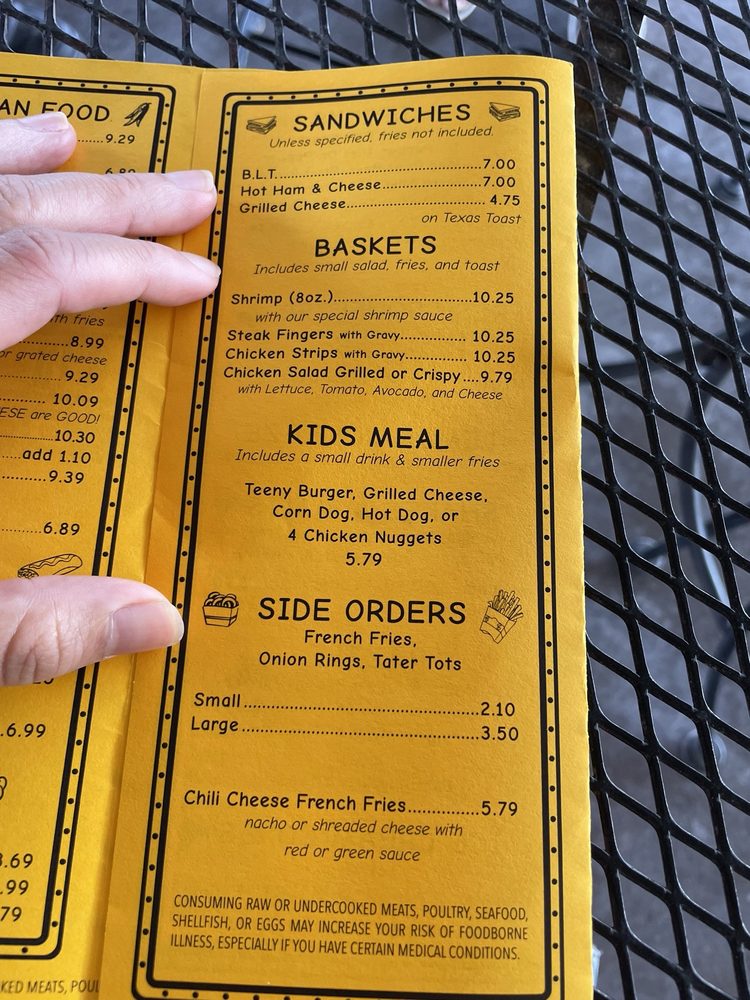 AN FOOD
.....9.29
6.89
th fries
...8.99
or grated cheese
.....9.29
10.09
ESE are GOOD!
.....10.30
....add 1.10
.....9.39
.....6.89
.6.99
.69
.99
79
KED MEATS, POUL
SANDWICHES
Unless specified, fries not included.
B.L.T.....7.00
Hot Ham & Cheese.....7.00
Grilled Cheese..... 4.75
on Texas Toast
BASKETS
Includes small salad, fries, and toast
Shrimp (8oz.).....10.25
with our special shrimp sauce
Steak Fingers with Gravy..... 10.25
Chicken Strips with Gravy..... 10.25
Chicken Salad Grilled or Crispy....9.79
with Lettuce, Tomato, Avocado, and Cheese
KIDS MEAL
Includes a small drink & smaller fries
Teeny Burger, Grilled Cheese,
Corn Dog, Hot Dog, or
4 Chicken Nuggets
5.79
SIDE ORDERS
French Fries,
Onion Rings, Tater Tots
Small.....2.10
Large.....3.50
Chili Cheese French Fries.....5.79
nacho or shreaded cheese with
red or green sauce
CONSUMING RAW OR UNDERCOOKED MEATS, POULTRY, SEAFOOD,
SHELLFISH, OR EGGS MAY INCREASE YOUR RISK OF FOODBORNE
ILLNESS, ESPECIALLY IF YOU HAVE CERTAIN MEDICAL CONDITIONS.